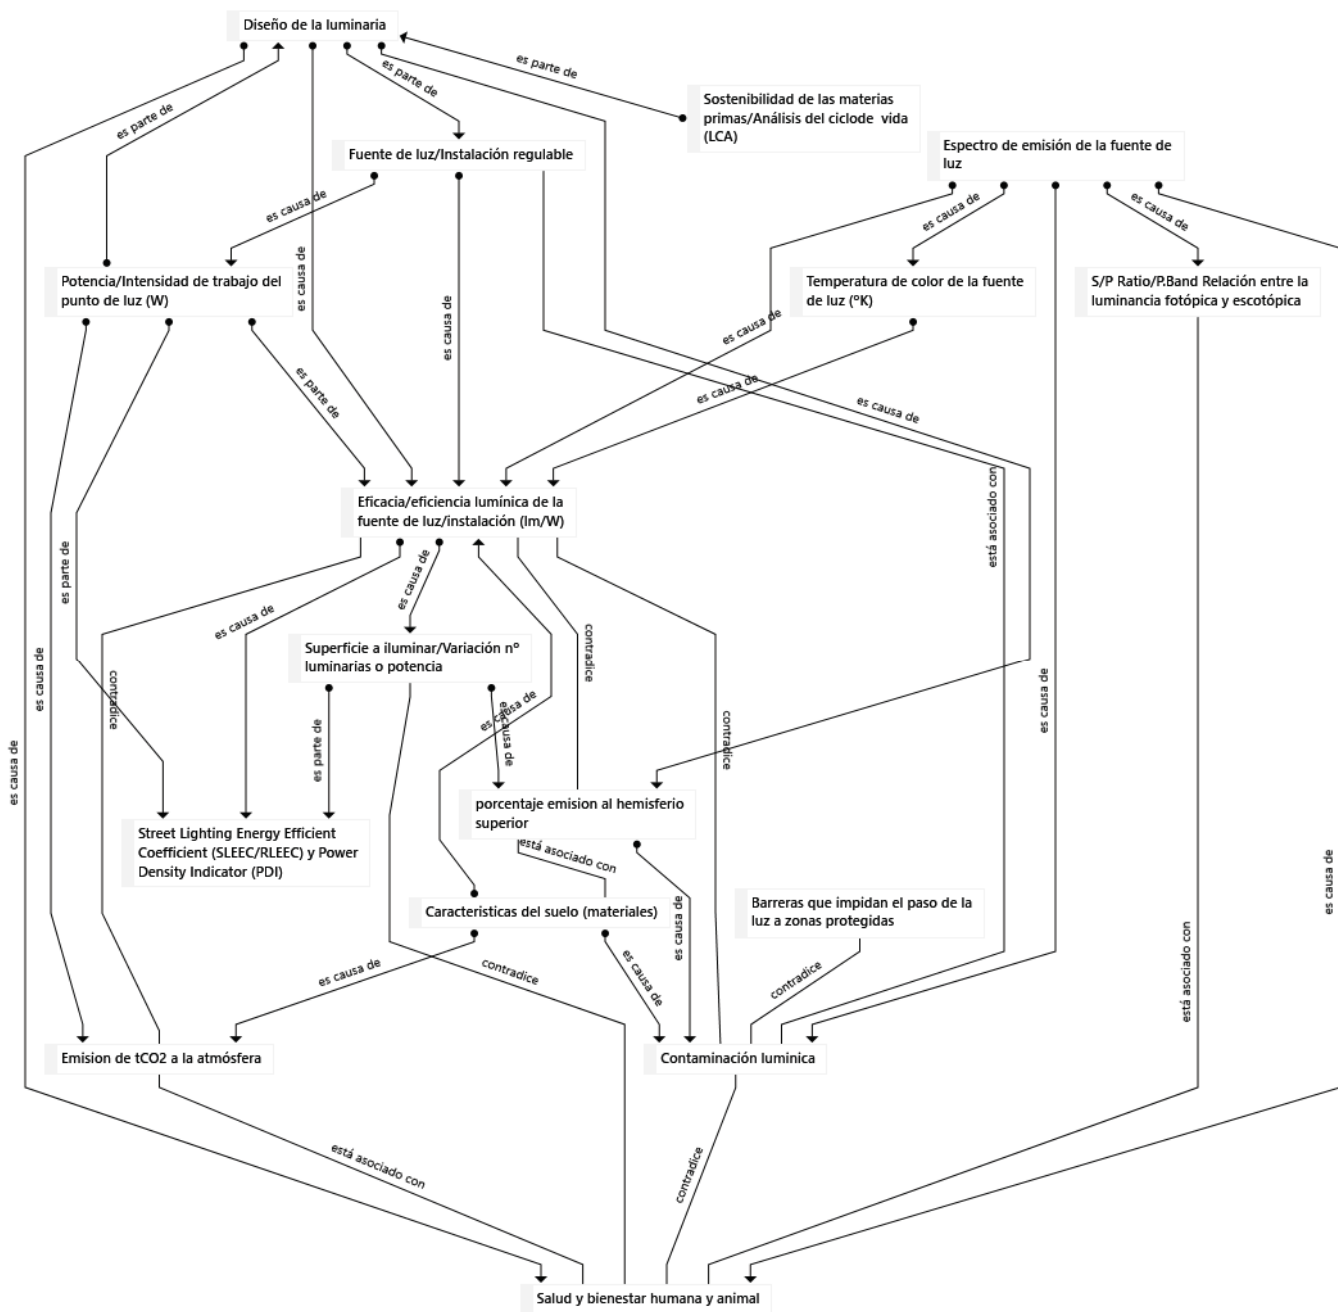 Diseño de la luminaria
es parte de
es parte de
es parte de
Sostenibilidad de las materias
primas/Análisis del ciclode vida
(LCA)
Fuente de luz/Instalación regulable
Espectro de emisión de la fuente de
luz
es causa de
es causa de
es causa de
es causa de
Potencia/Intensidad de trabajo del
punto de luz (W)
Temperatura de color de la fuente
de luz (°K)
S/P Ratio/P.Band Relación entre la
luminancia fotópica y escotópica
es causa de
es causa de
es parte de
es causa de
es causa de
Eficacia/eficiencia lumínica de la
fuente de luz/instalación (lm/W)
está asociado con
es parte de
es causa de
es causa de
Superficie a iluminar/Variación nº
luminarias o potencia
contradice
es causa de
contradice
es causa de
es causa de
contradice
es causa de
es parte de
es causa de
porcentaje emision al hemisferio
superior
Street Lighting Energy Efficient
Coefficient (SLEEC/RLEEC) y Power
Density Indicator (PDI)
está asociado con
es causa de
Caracteristicas del suelo (materiales)
Barreras que impidan el paso de la
luz a zonas protegidas
es causa de
es causa de
contradice
es causa de
contradice
está asociado con
Emision de tCO2 a la atmósfera
Contaminación luminica
está asociado con
contradice
Salud y bienestar humana y animal